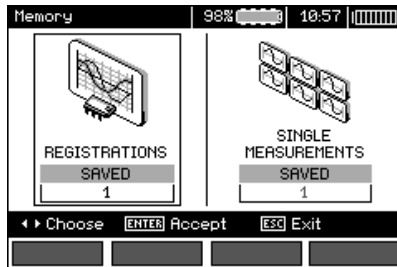 Memory 98% 10:57
REGISTRATIONS
SAVED
1
SINGLE
MEASUREMENTS
SAVED
1
Choose ENTER Accept ESC Exit